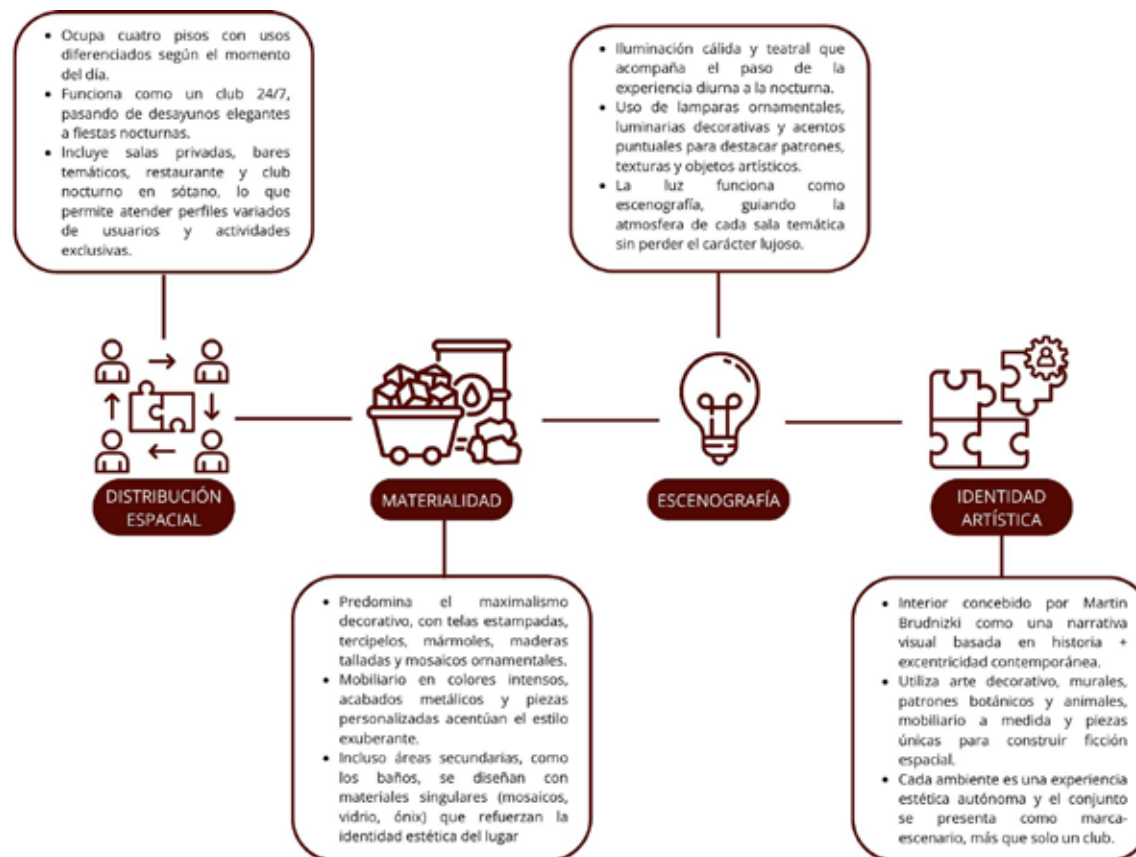 • Ocupa cuatro pisos con usos
diferenciados según el momento
del día.
• Funciona como un club 24/7,
pasando de desayunos elegantes
a fiestas nocturnas.
• Incluye salas privadas, bares
temáticos, restaurante y club
nocturno en sótano, lo que
permite atender perfiles variados
de usuarios y actividades
exclusivas.
• Iluminación cálida y teatral que
acompaña el paso de la
experiencia diurna a la nocturna.
• Uso de lamparas ornamentales,
luminarias decorativas y acentos
puntuales para destacar patrones,
texturas y objetos artísticos.
• La luz funciona como
escenografía, guiando la
atmosfera de cada sala temática
sin perder el carácter lujoso.
DISTRIBUCIÓN
ESPACIAL
MATERIALIDAD
ESCENOGRAFÍA
IDENTIDAD
ARTÍSTICA
• Predomina el maximalismo
decorativo, con telas estampadas,
tercipelos, mármoles, maderas
talladas y mosaicos ornamentales.
• Mobiliario en colores intensos,
acabados metálicos y piezas
personalizadas acentúan el estilo
exuberante.
• Incluso áreas secundarias, como
los baños, se diseñan con
materiales singulares (mosaicos,
vidrio, ónix) que refuerzan la
identidad estética del lugar
• Interior concebido por Martin
Brudnizki como una narrativa
visual basada en historia +
excentricidad contemporánea.
• Utiliza arte decorativo, murales,
patrones botánicos y animales,
mobiliario a medida y piezas
únicas para construir ficción
espacial.
• Cada ambiente es una experiencia
estética autónoma y el conjunto
se presenta como marca-
escenario, más que solo un club.